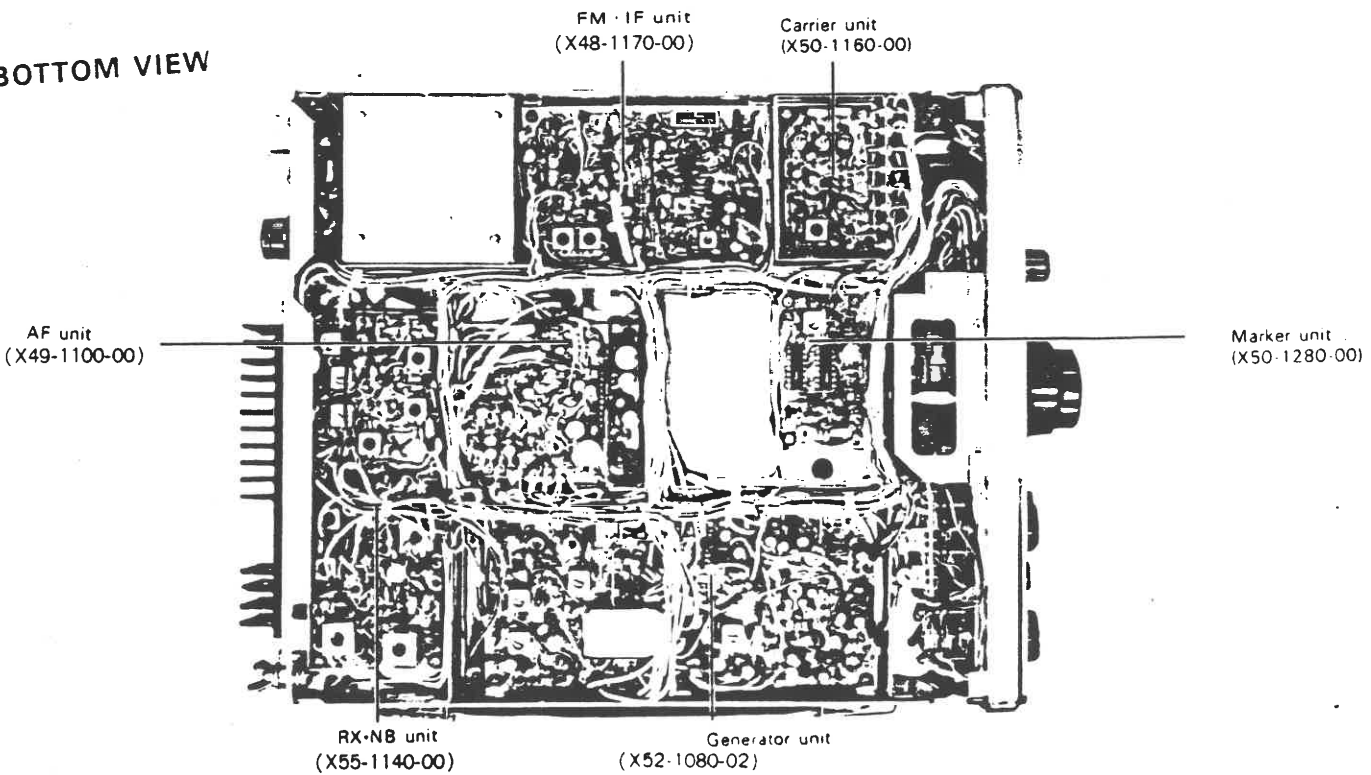 BOTTOM VIEW
FM · IF unit
(X48-1170-00)
Carrier unit
(X50-1160-00)
AF unit
(X49-1100-00)
Marker unit
(X50-1280-00)
RX·NB unit
(X55-1140-00)
Generator unit
(X52-1080-02)